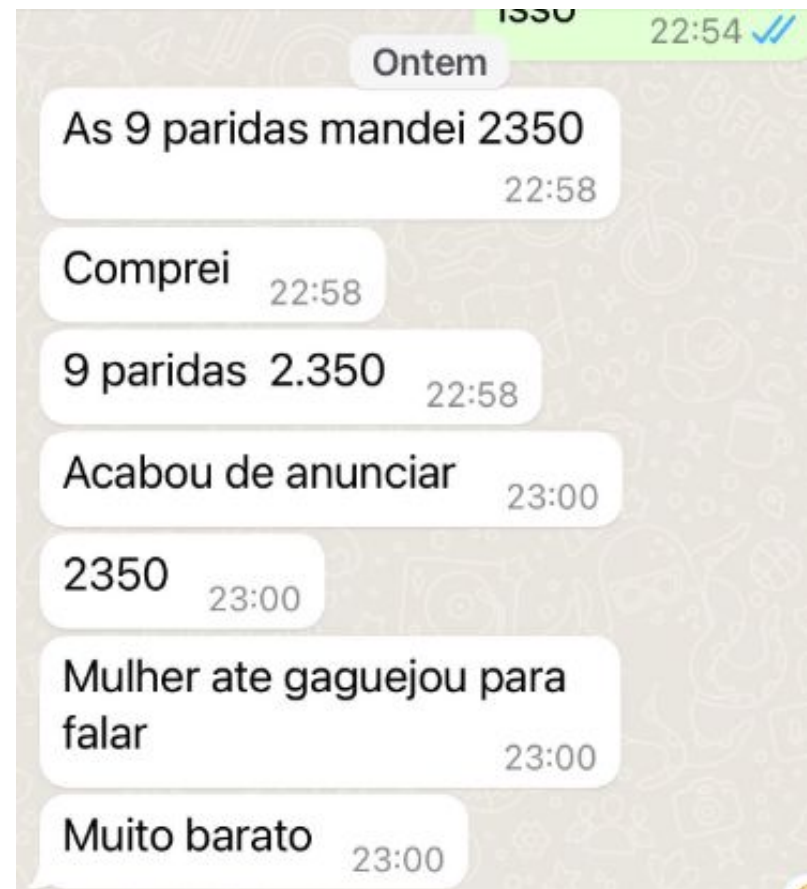 isso
22:54
Ontem
As 9 paridas mandei 2350
22:58
Comprei
22:58
9 paridas 2.350
22:58
Acabou de anunciar
23:00
2350
23:00
Mulher ate gaguejou para
falar
23:00
Muito barato
23:00